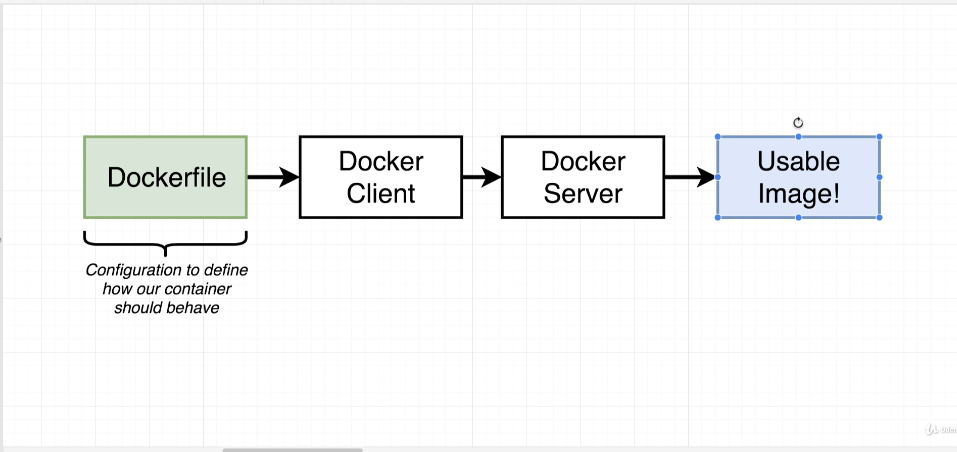 Dockerfile
Docker
Client
Docker
Server
Usable
Image!
Configuration to define
how our container
should behave